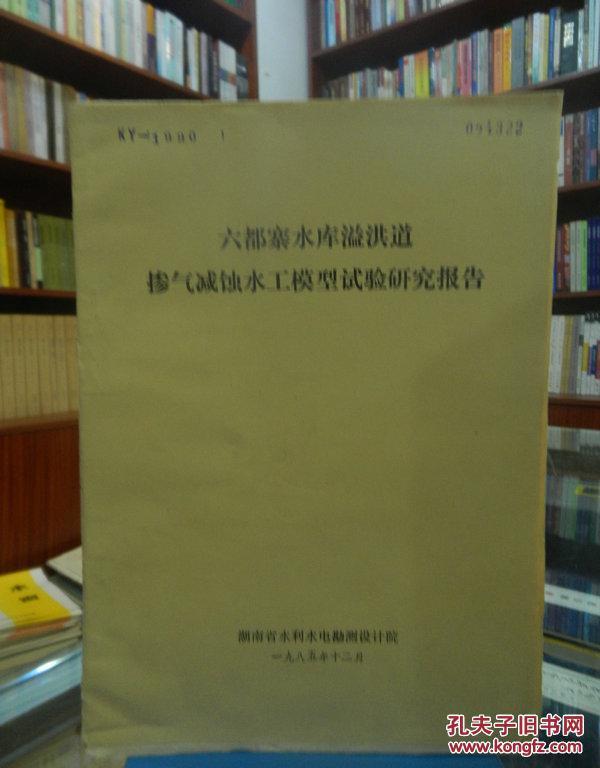 KY-1000 1
094322
六都寨水库溢洪道
掺气减蚀水工模型试验研究报告
湖南省水利水电勘测设计院
一九八五年十二月
孔夫子旧书网
www.kongfz.com